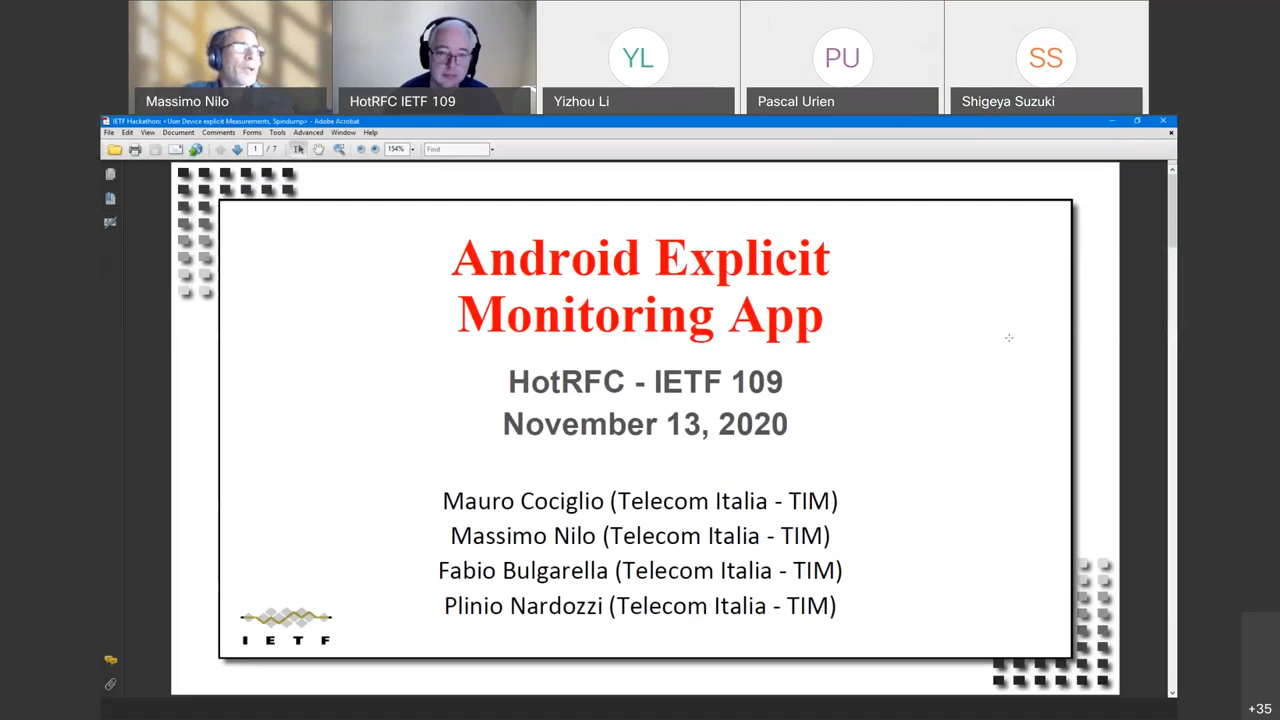 YL
PU
SS
Massimo Nilo
HotRFC IETF 109
Yizhou Li
Pascal Urien
Shigeya Suzuki
IETF Hackathon: <User Device explicit Measurements, Spindump> - Adobe Acrobat
File Edit View Document Comments Forms Tools Advanced Window Help
1 / 7 154% Find
Android Explicit
Monitoring App
HotRFC - IETF 109
November 13, 2020
Mauro Cociglio (Telecom Italia - TIM)
Massimo Nilo (Telecom Italia - TIM)
Fabio Bulgarella (Telecom Italia - TIM)
Plinio Nardozzi (Telecom Italia - TIM)
I E T F
+35